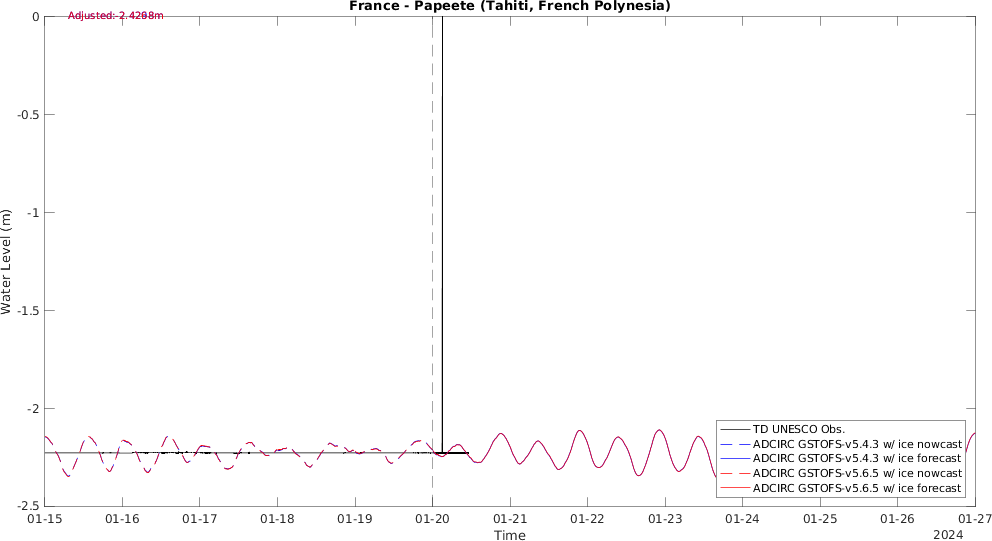 France - Papeete (Tahiti, French Polynesia)
0
-0.5
-1
-1.5
-2
-2.5
Water Level (m)
TD UNESCO Obs.
ADCIRC GSTOFS-v5.4.3 w/ ice nowcast
ADCIRC GSTOFS-v5.4.3 w/ ice forecast
ADCIRC GSTOFS-v5.6.5 w/ ice nowcast
ADCIRC GSTOFS-v5.6.5 w/ ice forecast
01-15 01-16 01-17 01-18 01-19 01-20 01-21 01-22 01-23 01-24 01-25 01-26 01-27
Time
2024
Adjusted: